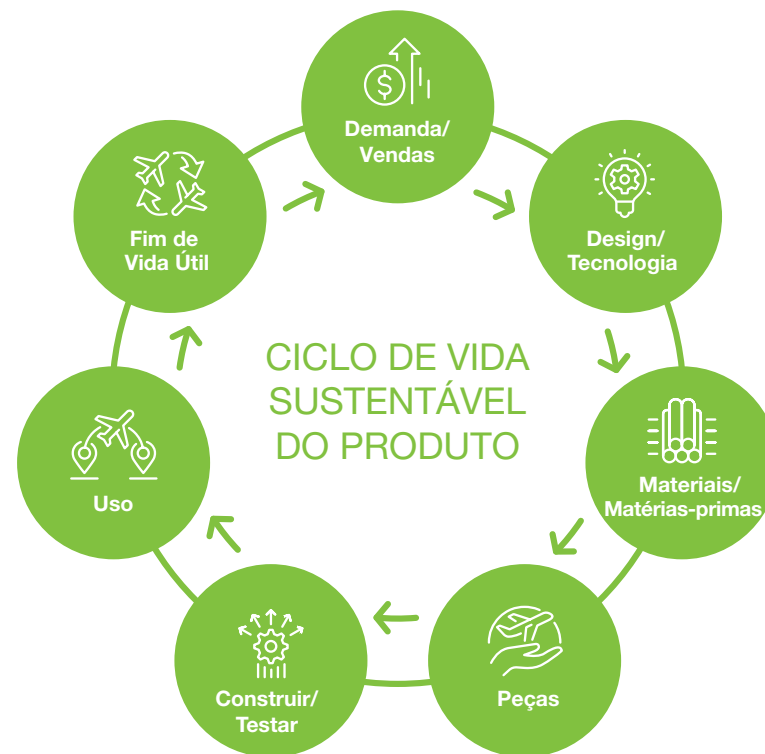 Demanda/
Vendas
Design/
Tecnologia
Materiais/
Matérias-primas
Peças
Construir/
Testar
Uso
Fim de
Vida Útil
CICLO DE VIDA
SUSTENTÁVEL
DO PRODUTO
$